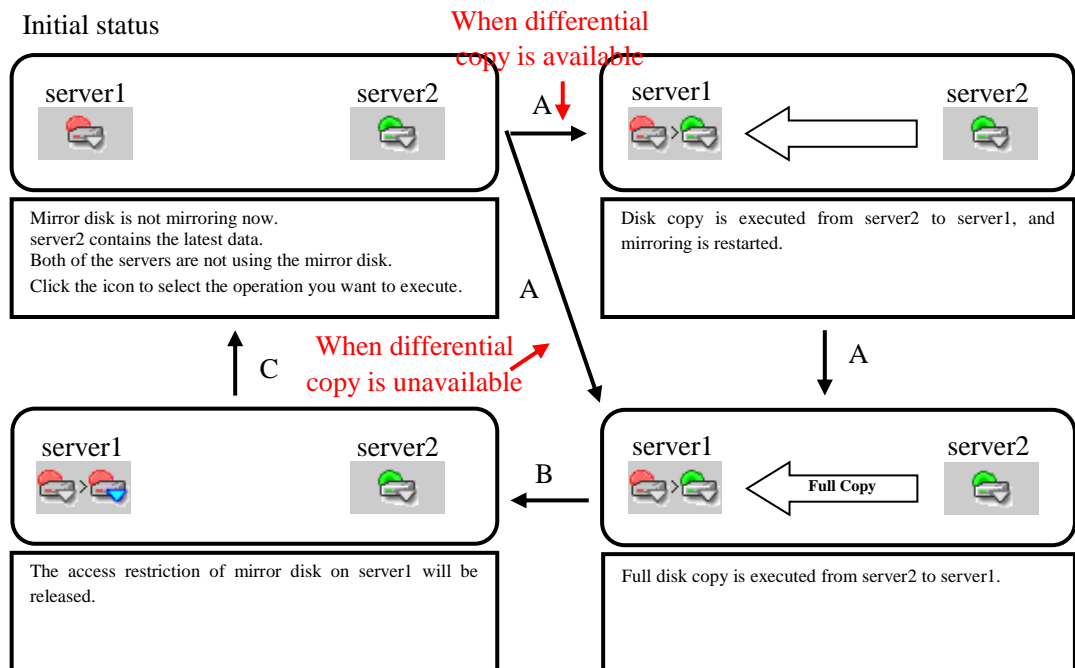 Initial status
When differential
copy is available
server1
server2
A
server1
>
server2
Mirror disk is not mirroring now.
server2 contains the latest data.
Both of the servers are not using the mirror disk.
Click the icon to select the operation you want to execute.
Disk copy is executed from server2 to server1, and
mirroring is restarted.
A
When differential
copy is unavailable
C
A
server1
>
server2
B
server1
>
Full Copy
server2
The access restriction of mirror disk on server1 will be
released.
Full disk copy is executed from server2 to server1.